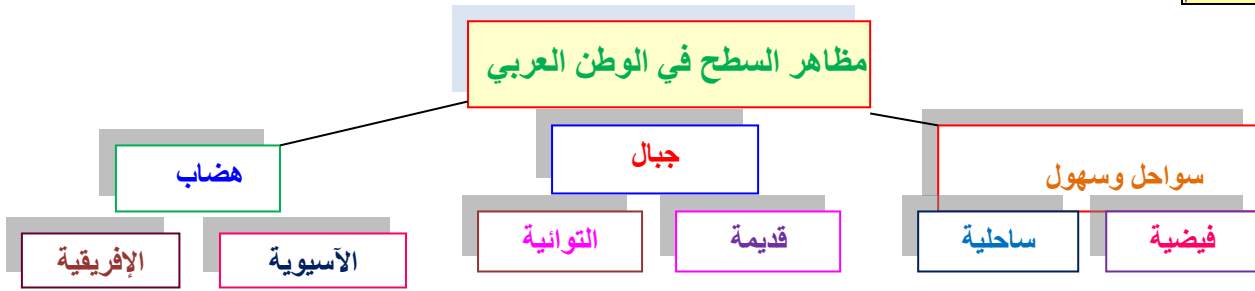 مظاهر السطح في الوطن العربي
سواحل وسهول
جبال
هضاب
فيضية
ساحلية
قديمة
التوائية
الآسيوية
الإفريقية